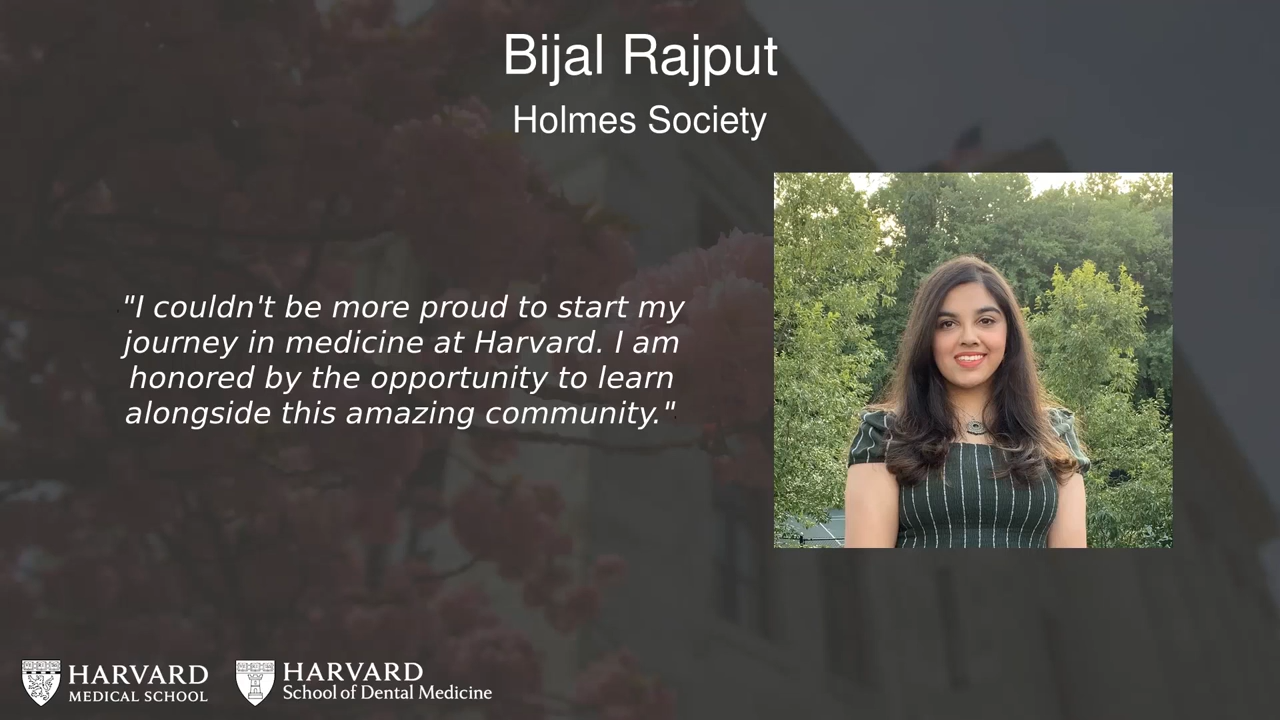 Bijal Rajput
Holmes Society
"I couldn't be more proud to start my
journey in medicine at Harvard. I am
honored by the opportunity to learn
alongside this amazing community."
HARVARD
MEDICAL SCHOOL
HARVARD
School of Dental Medicine